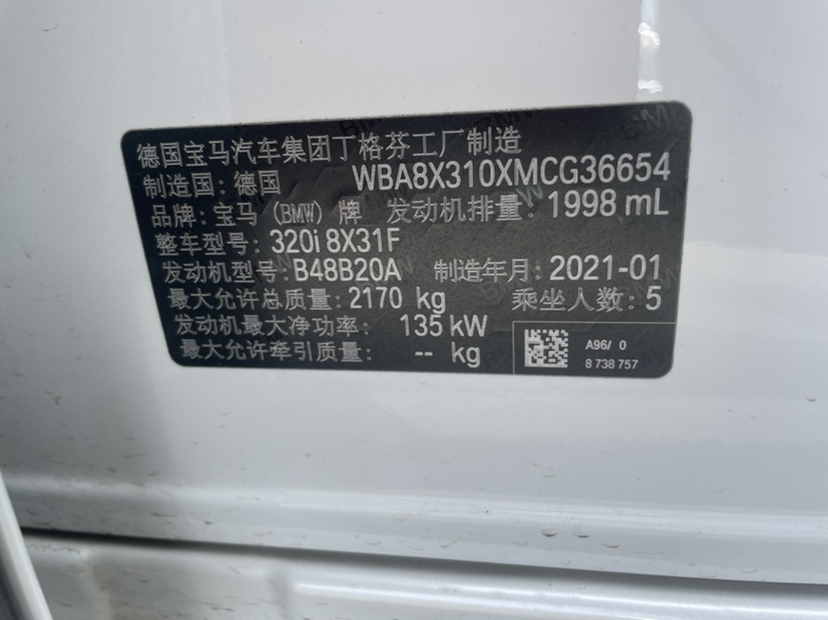 德国宝马汽车集团丁格芬工厂制造
制造国: 德国 WBA8X310XMCG36654
品牌: 宝马 (BMW) 牌 发动机排量: 1998 mL
整车型号: 320i 8X31F
发动机型号: B48B20A 制造年月: 2021-01
最大允许总质量: 2170 kg 乘坐人数: 5
发动机最大净功率: 135 kW
最大允许牵引质量: -- kg
A96/ 0
8 738 757